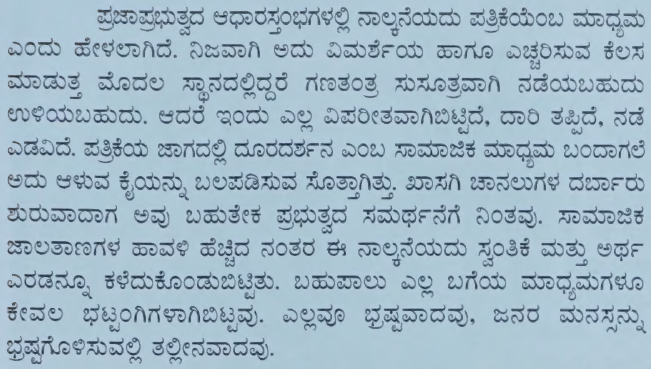 ಪ್ರಜಾಪ್ರಭುತ್ವದ ಆಧಾರಸ್ತಂಭಗಳಲ್ಲಿ ನಾಲ್ಕನೆಯದು ಪತ್ರಿಕೆಯೆಂಬ ಮಾಧ್ಯಮ
ಎಂದು ಹೇಳಲಾಗಿದೆ. ನಿಜವಾಗಿ ಅದು ವಿಮರ್ಶೆಯ ಹಾಗೂ ಎಚ್ಚರಿಸುವ ಕೆಲಸ
ಮಾಡುತ್ತ ಮೊದಲ ಸ್ಥಾನದಲ್ಲಿದ್ದರೆ ಗಣತಂತ್ರ ಸುಸೂತ್ರವಾಗಿ ನಡೆಯಬಹುದು
ಉಳಿಯಬಹುದು. ಆದರೆ ಇಂದು ಎಲ್ಲ ವಿಪರೀತವಾಗಿಬಿಟ್ಟಿದೆ, ದಾರಿ ತಪ್ಪಿದೆ, ನಡೆ
ಎಡವಿದೆ. ಪತ್ರಿಕೆಯ ಜಾಗದಲ್ಲಿ ದೂರದರ್ಶನ ಎಂಬ ಸಾಮಾಜಿಕ ಮಾಧ್ಯಮ ಬಂದಾಗಲೆ
ಅದು ಆಳುವ ಕೈಯನ್ನು ಬಲಪಡಿಸುವ ಸೊತ್ತಾಗಿತ್ತು. ಖಾಸಗಿ ಚಾನಲುಗಳ ದರ್ಬಾರು
ಶುರುವಾದಾಗ ಅವು ಬಹುತೇಕ ಪ್ರಭುತ್ವದ ಸಮರ್ಥನೆಗೆ ನಿಂತವು. ಸಾಮಾಜಿಕ
ಜಾಲತಾಣಗಳ ಹಾವಳಿ ಹೆಚ್ಚಿದ ನಂತರ ಈ ನಾಲ್ಕನೆಯದು ಸ್ವಂತಿಕೆ ಮತ್ತು ಅರ್ಥ
ಎರಡನ್ನೂ ಕಳೆದುಕೊಂಡುಬಿಟ್ಟಿತು. ಬಹುಪಾಲು ಎಲ್ಲ ಬಗೆಯ ಮಾಧ್ಯಮಗಳೂ
ಕೇವಲ ಭಟ್ಟಂಗಿಗಳಾಗಿಬಿಟ್ಟವು. ಎಲ್ಲವೂ ಭ್ರಷ್ಟವಾದವು, ಜನರ ಮನಸ್ಸನ್ನು
ಭ್ರಷ್ಟಗೊಳಿಸುವಲ್ಲಿ ತಲ್ಲೀನವಾದವು.